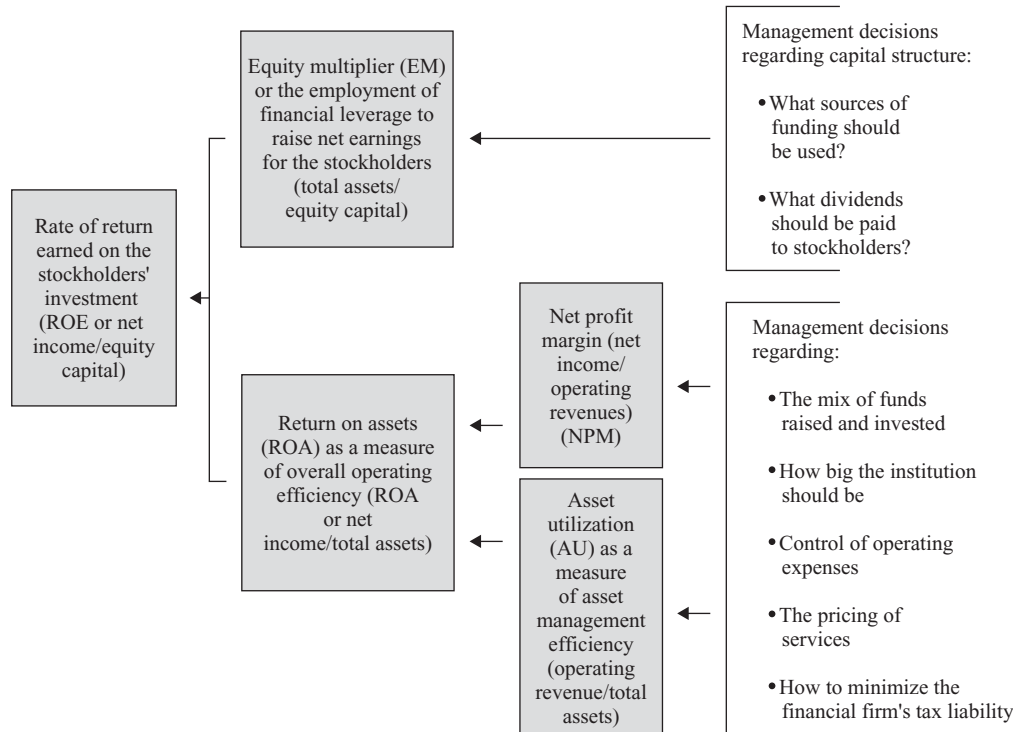 Rate of return
earned on the
stockholders'
investment
(ROE or net
income/equity
capital)
Equity multiplier (EM)
or the employment of
financial leverage to
raise net earnings
for the stockholders
(total assets/
equity capital)
Return on assets
(ROA) as a measure
of overall operating
efficiency (ROA
or net
income/total assets)
Net profit
margin (net
income/
operating
revenues)
(NPM)
Asset
utilization
(AU) as a
measure
of asset
management
efficiency
(operating
revenue/total
assets)
Management decisions
regarding capital structure:
• What sources of
funding should
be used?
• What dividends
should be paid
to stockholders?
Management decisions
regarding:
• The mix of funds
raised and invested
• How big the institution
should be
• Control of operating
expenses
• The pricing of
services
• How to minimize the
financial firm's tax liability